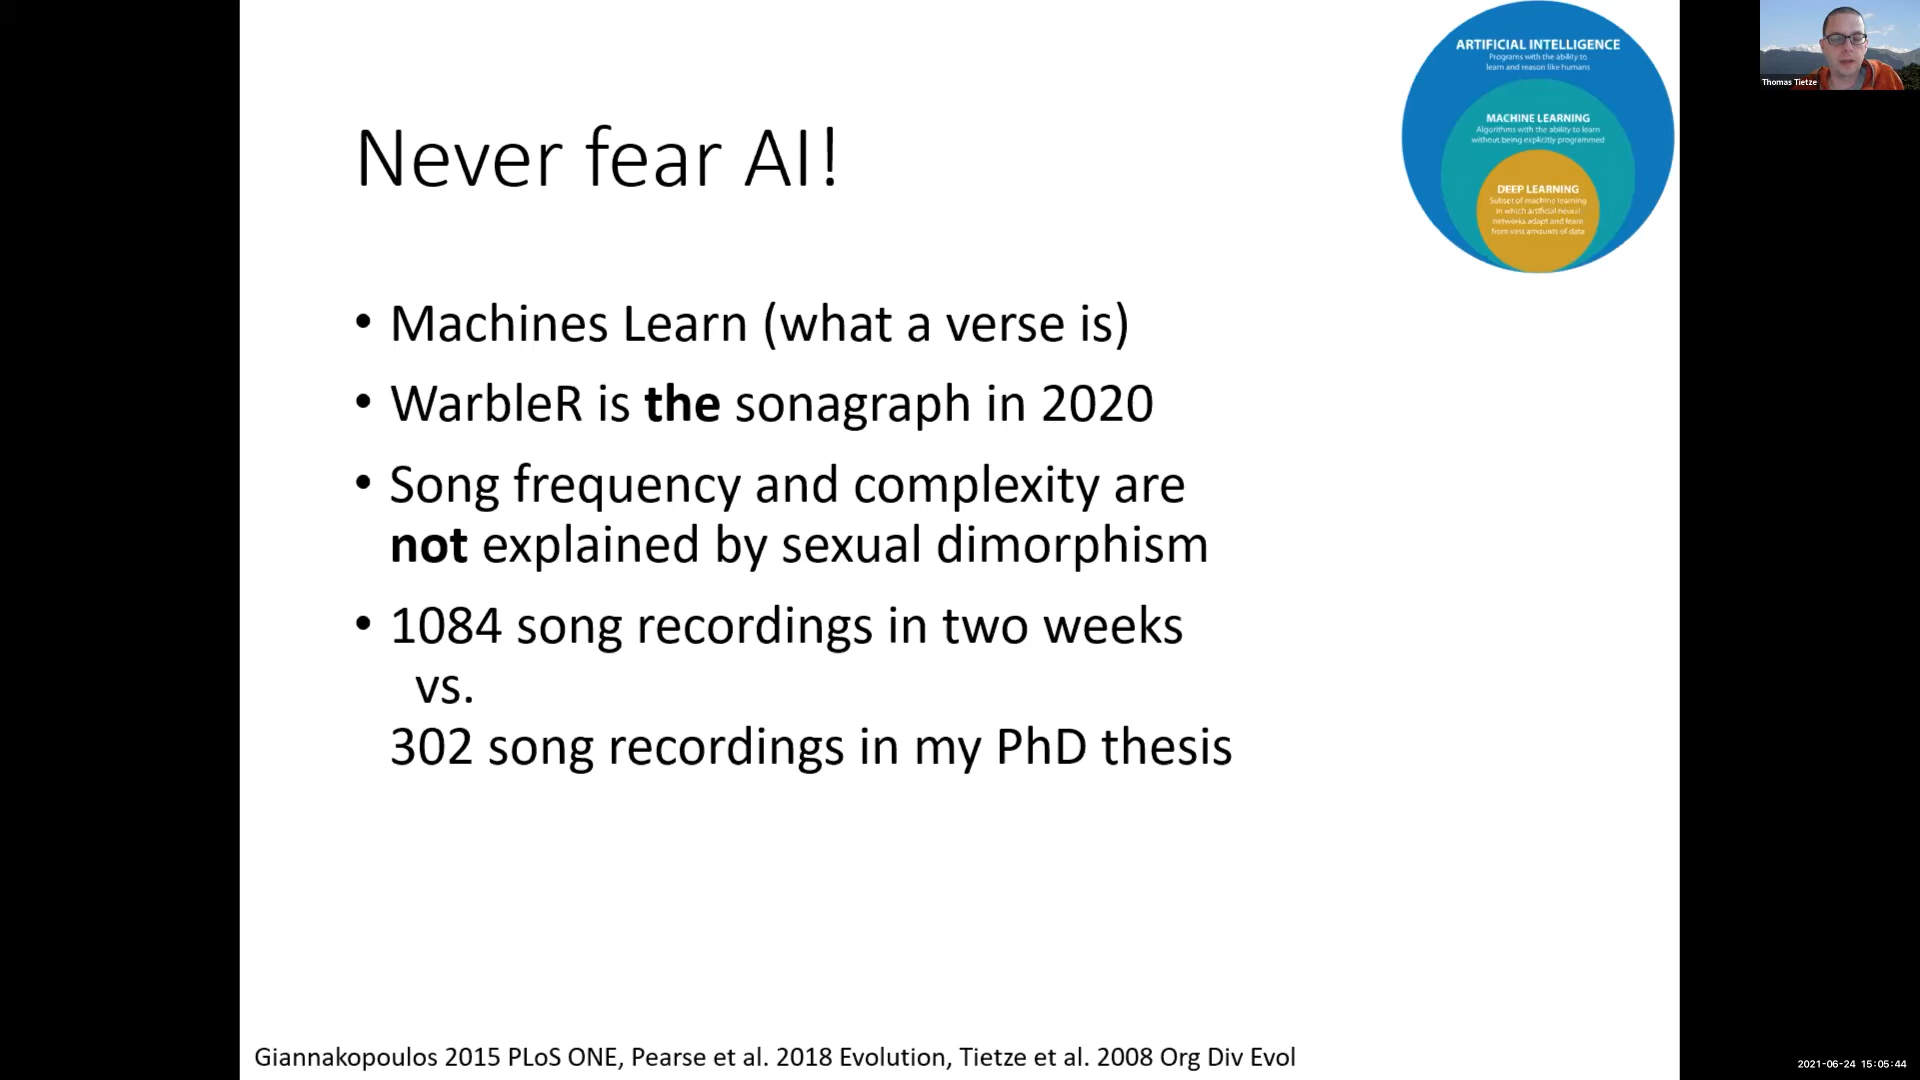 Never fear AI!
ARTIFICIAL INTELLIGENCE
Programs with the ability to
learn and reason like humans
MACHINE LEARNING
Algorithms with the ability to learn
without being explicitly programmed
DEEP LEARNING
Subset of machine learning
in which artificial neural
networks adapt and learn
from vast amounts of data
Thomas Tietze
• Machines Learn (what a verse is)
• WarbleR is the sonagraph in 2020
• Song frequency and complexity are
not explained by sexual dimorphism
• 1084 song recordings in two weeks
vs.
302 song recordings in my PhD thesis
Giannakopoulos 2015 PLoS ONE, Pearse et al. 2018 Evolution, Tietze et al. 2008 Org Div Evol
2021-06-24 15:05:44